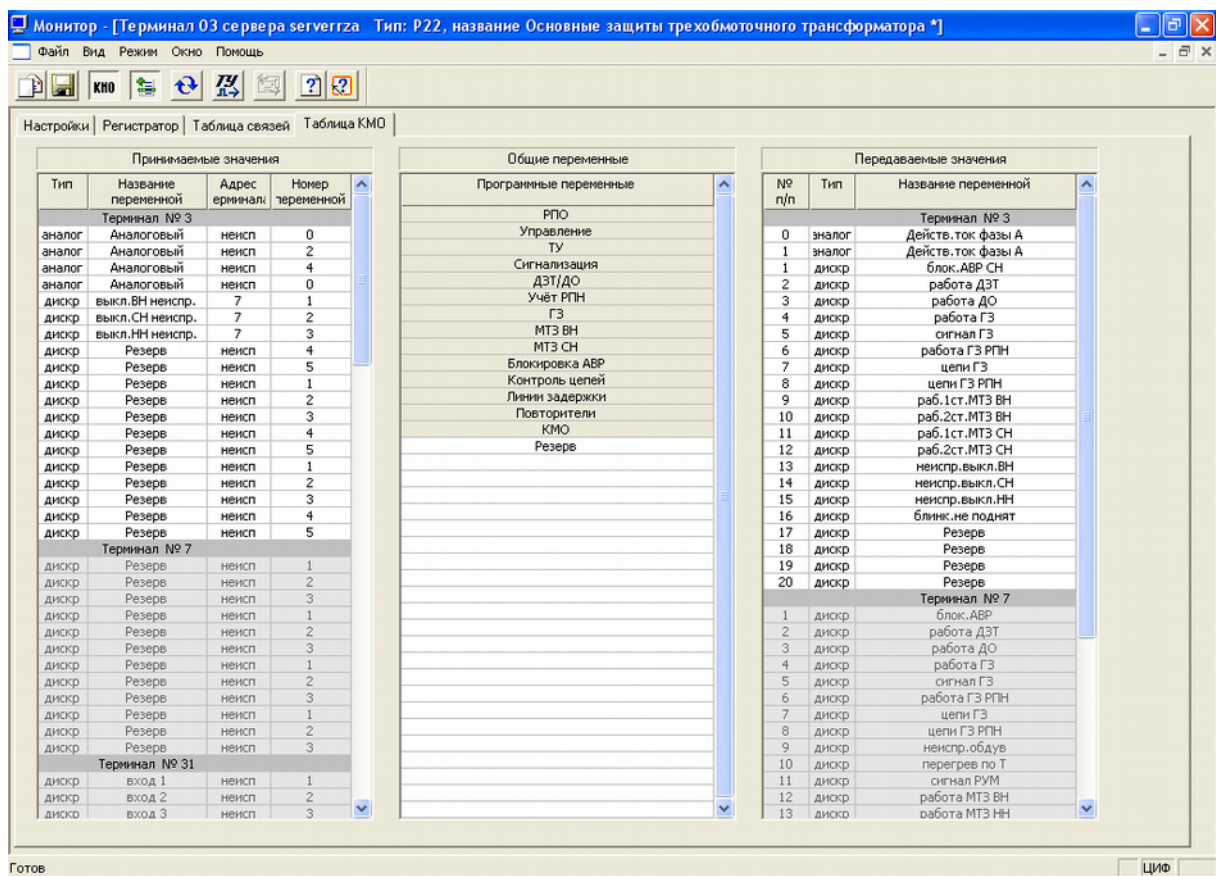 Монитор - [Терминал 03 сервера serverrza Тип: P22, название Основные защиты трехобмоточного трансформатора *]
Файл Вид Режим Окно Помощь
КМО ТУ
Настройки Регистратор Таблица связей Таблица КМО
Принимаемые значения
Тип Название переменной Адрес ерминала Номер переменной
Терминал № 3
аналог Аналоговый неисп 0
аналог Аналоговый неисп 2
аналог Аналоговый неисп 4
аналог Аналоговый неисп 0
дискр выкл.ВН неиспр. 7 1
дискр выкл.СН неиспр. 7 2
дискр выкл.НН неиспр. 7 3
дискр Резерв неисп 4
дискр Резерв неисп 5
дискр Резерв неисп 1
дискр Резерв неисп 2
дискр Резерв неисп 3
дискр Резерв неисп 4
дискр Резерв неисп 5
дискр Резерв неисп 1
дискр Резерв неисп 2
дискр Резерв неисп 3
дискр Резерв неисп 4
дискр Резерв неисп 5
Терминал № 7
дискр Резерв неисп 1
дискр Резерв неисп 2
дискр Резерв неисп 3
дискр Резерв неисп 1
дискр Резерв неисп 2
дискр Резерв неисп 3
дискр Резерв неисп 1
дискр Резерв неисп 2
дискр Резерв неисп 3
дискр Резерв неисп 1
дискр Резерв неисп 2
дискр Резерв неисп 3
Терминал № 31
дискр вход 1 неисп 1
дискр вход 2 неисп 2
дискр вход 3 неисп 3
Общие переменные
Программные переменные
РПО
Управление
ТУ
Сигнализация
ДЗТ/ДО
Учёт РПН
ГЗ
МТЗ ВН
МТЗ СН
Блокировка АВР
Контроль цепей
Линии задержки
Повторители
КМО
Резерв
Передаваемые значения
№ п/п Тип Название переменной
Терминал № 3
0 аналог Действ.ток фазы А
1 аналог Действ.ток фазы А
1 дискр блок.АВР СН
2 дискр работа ДЗТ
3 дискр работа ДО
4 дискр работа ГЗ
5 дискр сигнал ГЗ
6 дискр работа ГЗ РПН
7 дискр цепи ГЗ
8 дискр цепи ГЗ РПН
9 дискр раб.1ст.МТЗ ВН
10 дискр раб.2ст.МТЗ ВН
11 дискр раб.1ст.МТЗ СН
12 дискр раб.2ст.МТЗ СН
13 дискр неиспр.выкл.ВН
14 дискр неиспр.выкл.СН
15 дискр неиспр.выкл.НН
16 дискр блинк.не поднят
17 дискр Резерв
18 дискр Резерв
19 дискр Резерв
20 дискр Резерв
Терминал № 7
1 дискр блок.АВР
2 дискр работа ДЗТ
3 дискр работа ДО
4 дискр работа ГЗ
5 дискр сигнал ГЗ
6 дискр работа ГЗ РПН
7 дискр цепи ГЗ
8 дискр цепи ГЗ РПН
9 дискр неиспр.обдув
10 дискр перегрев по Т
11 дискр сигнал РУМ
12 дискр работа МТЗ ВН
13 дискр работа МТЗ НН
Готов ЦИФ